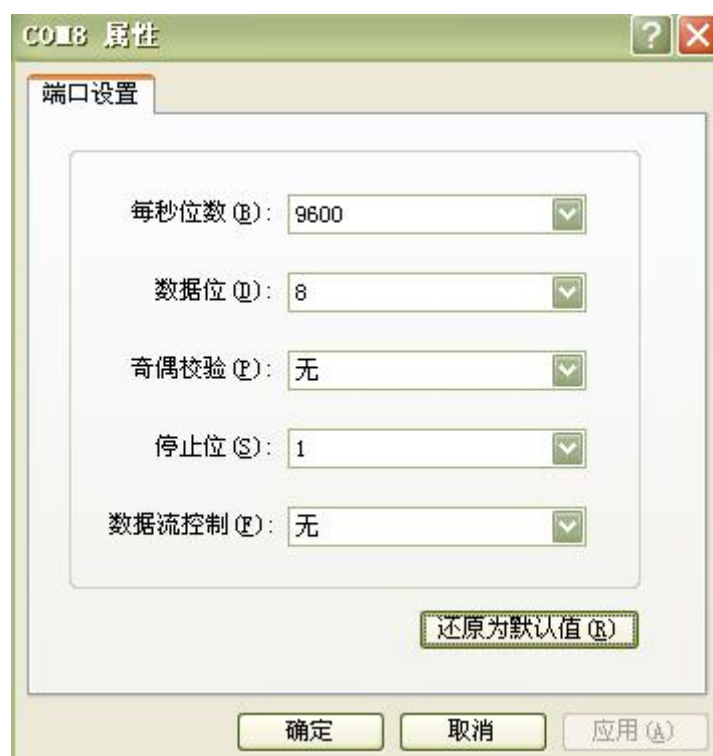 COM8 属性
端口设置
每秒位数(B): 9600
数据位(D): 8
奇偶校验(P): 无
停止位(S): 1
数据流控制(F): 无
还原为默认值(R)
确定 取消 应用(A)